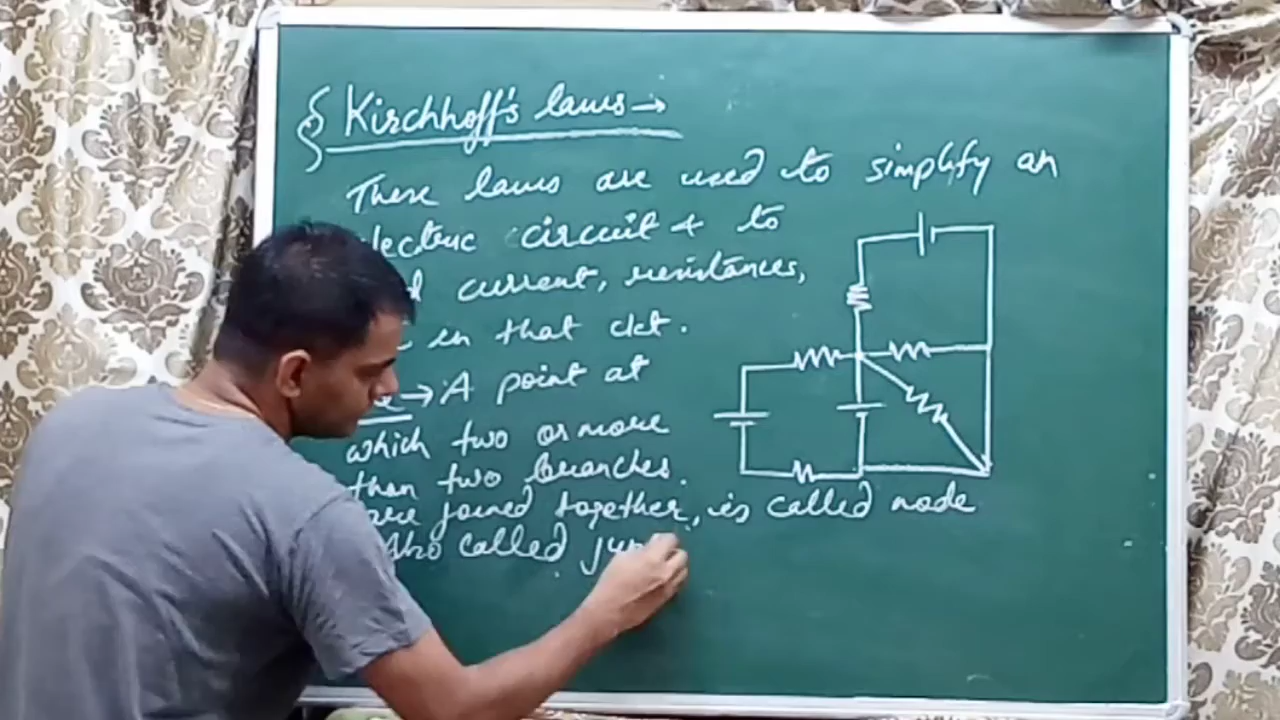 Kirchhoff's laws →
These laws are used to simplify an
electric circuit & to
current, resistances,
in that ckt.
→ A point at
which two or more
than two branches.
are joined together, is called node
Also called jun